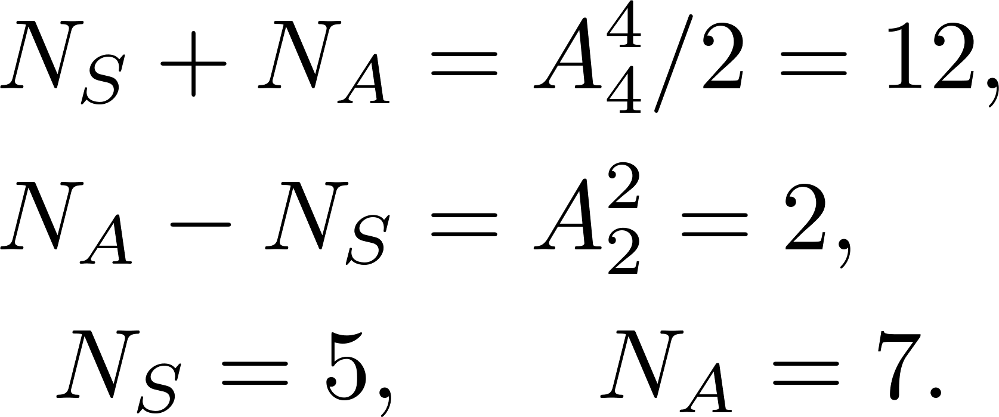 N_S + N_A = A_4^4/2 = 12,
N_A − N_S = A_2^2 = 2,
N_S = 5, N_A = 7.